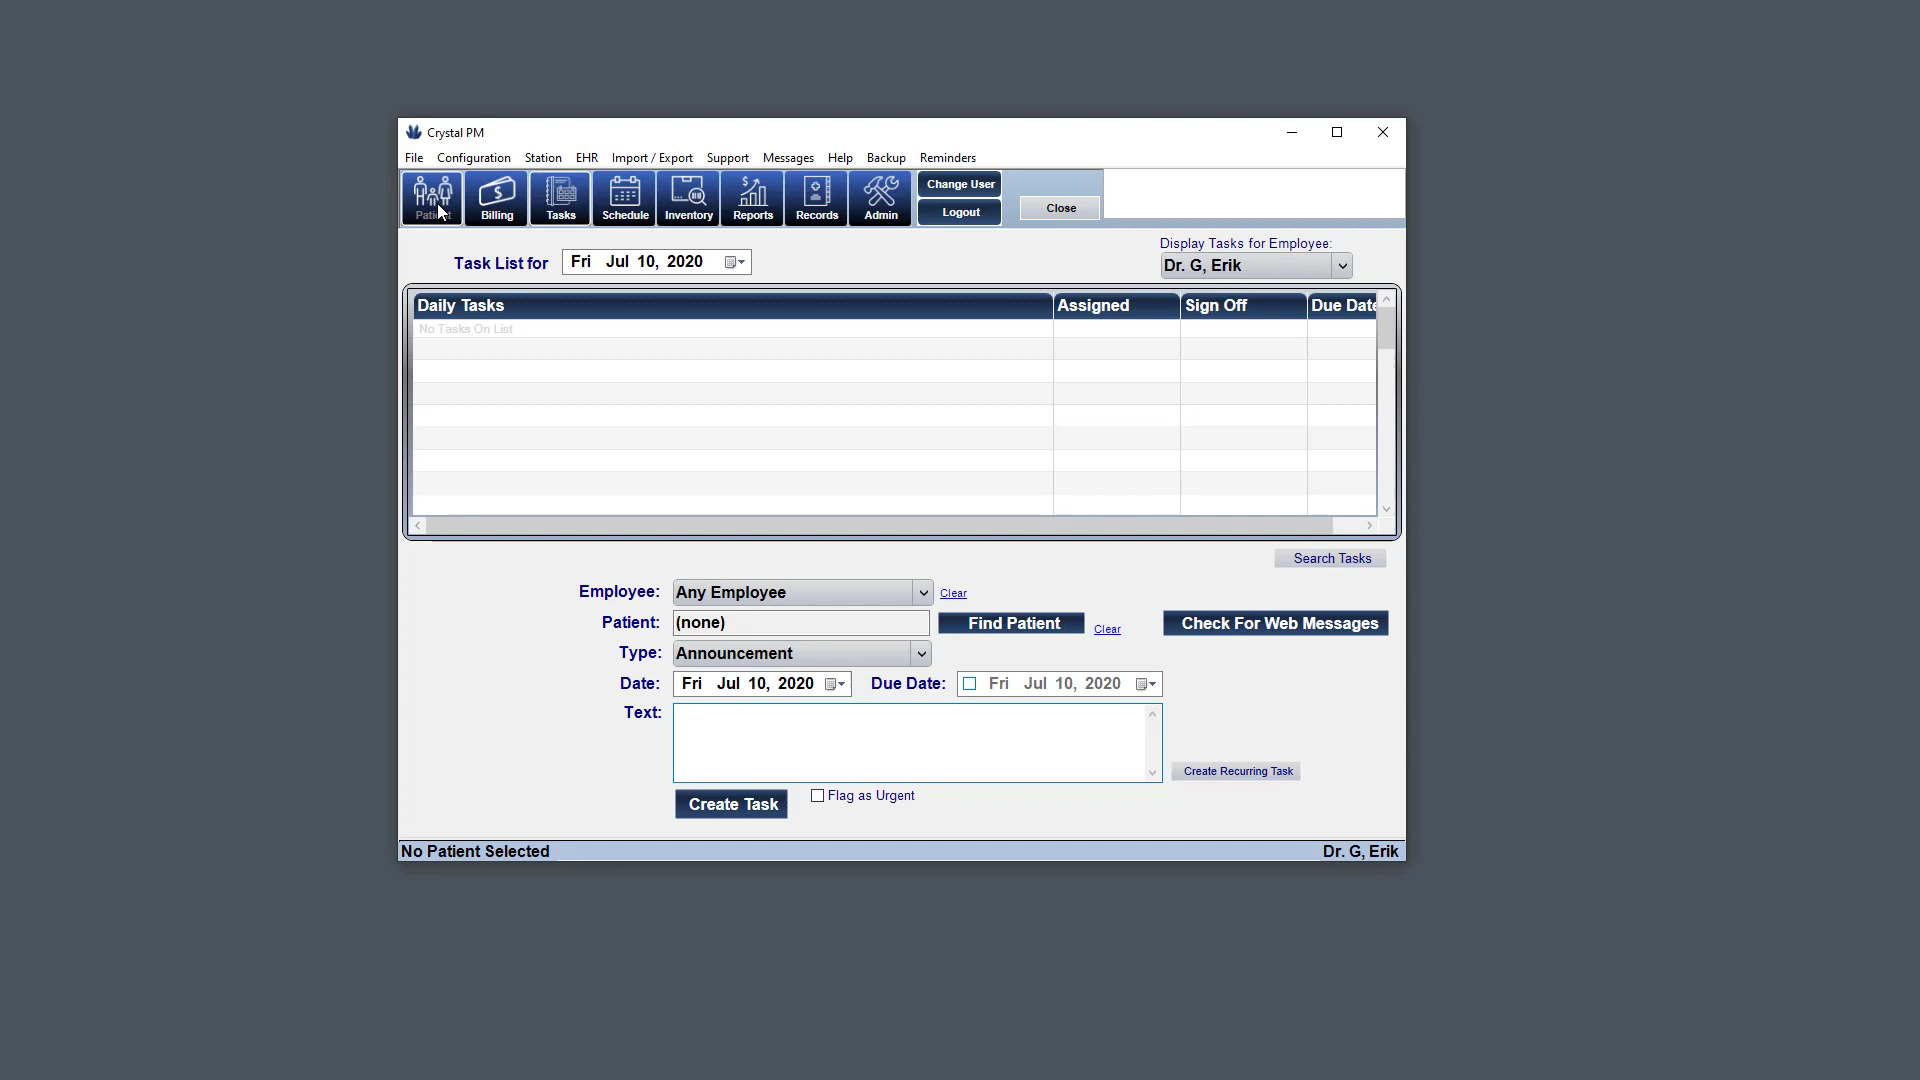 Crystal PM
File Configuration Station EHR Import / Export Support Messages Help Backup Reminders
Patient Billing Tasks Schedule Inventory Reports Records Admin
Change User
Logout
Close
Task List for Fri Jul 10, 2020
Display Tasks for Employee:
Dr. G, Erik
Daily Tasks Assigned Sign Off Due Date
No Tasks On List
Search Tasks
Employee: Any Employee Clear
Patient: (none) Find Patient Clear Check For Web Messages
Type: Announcement
Date: Fri Jul 10, 2020 Due Date: Fri Jul 10, 2020
Text:
Create Recurring Task
Create Task Flag as Urgent
No Patient Selected Dr. G, Erik